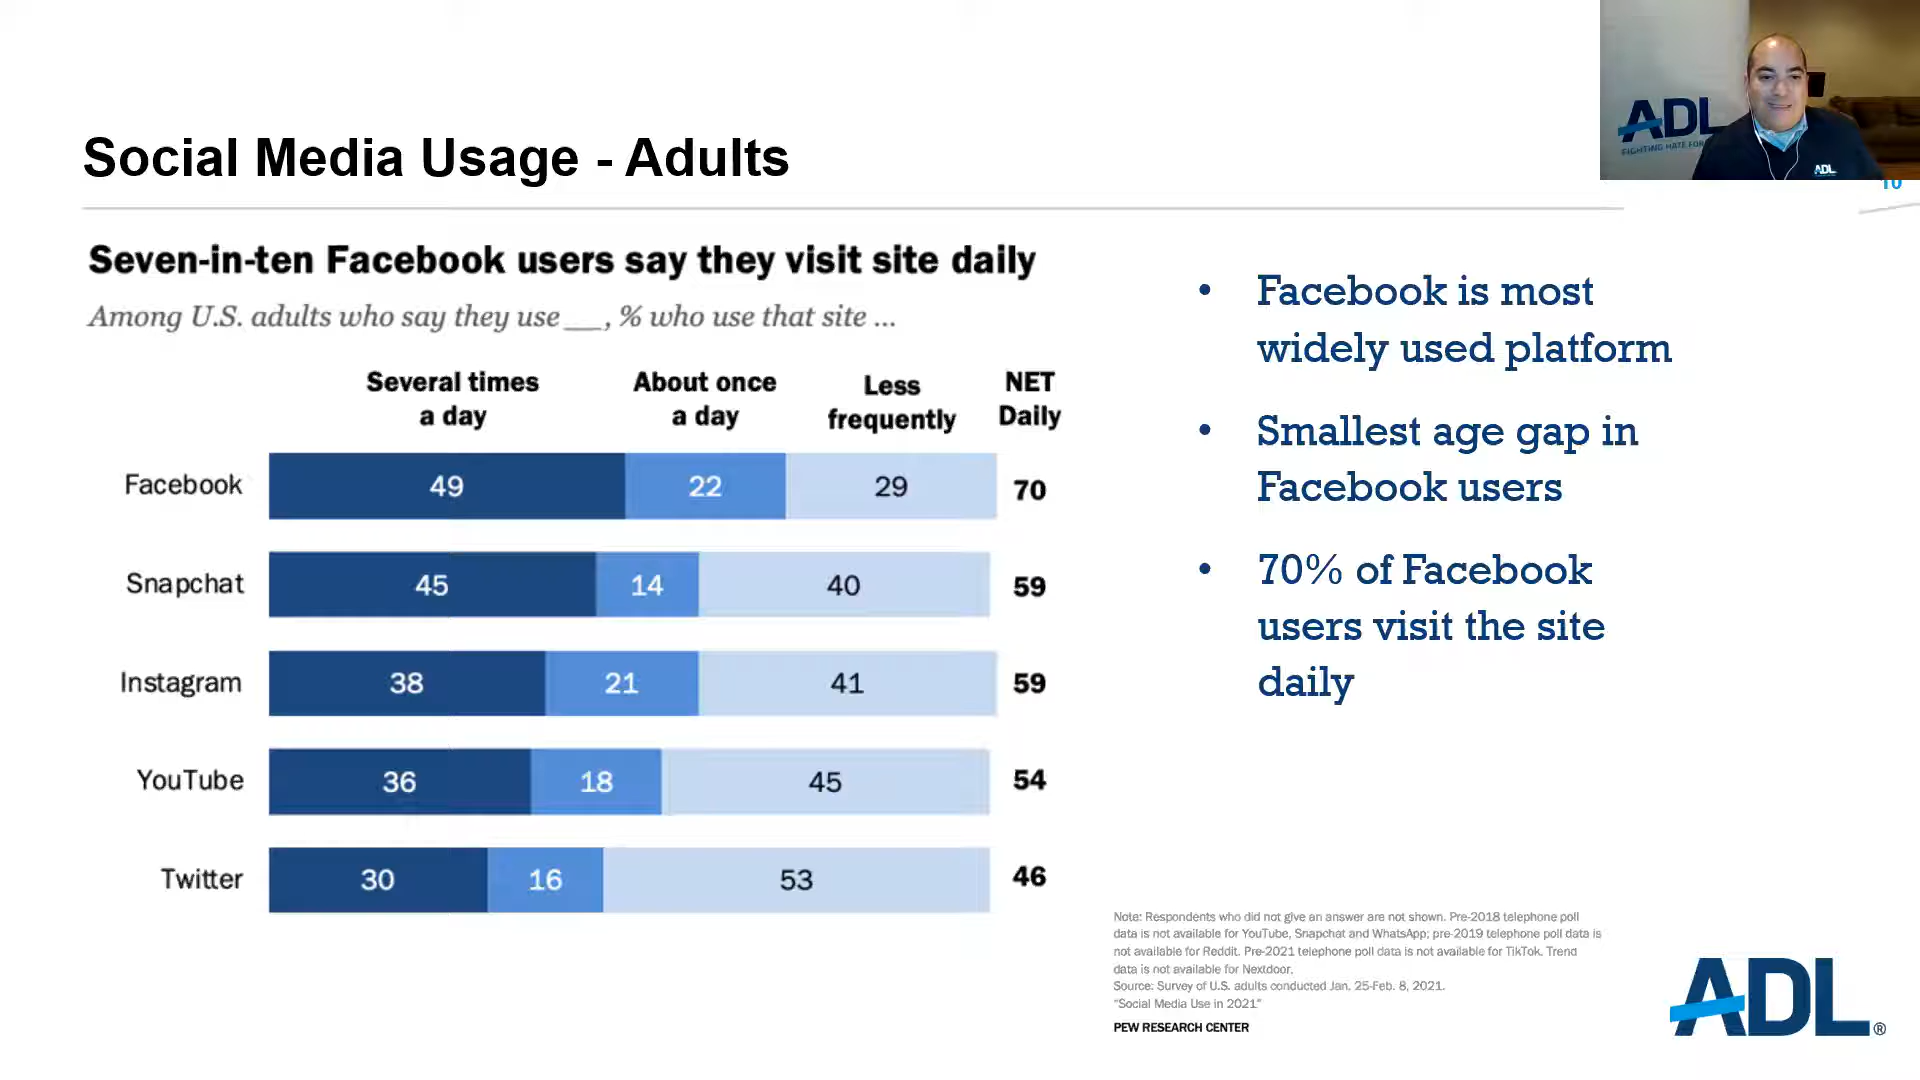 ADL
FIGHTING HATE FOR
ADL
10
Social Media Usage - Adults
Seven-in-ten Facebook users say they visit site daily
Among U.S. adults who say they use __, % who use that site ...
Several times a day
About once a day
Less frequently
NET Daily
Facebook 49 22 29 70
Snapchat 45 14 40 59
Instagram 38 21 41 59
YouTube 36 18 45 54
Twitter 30 16 53 46
• Facebook is most
widely used platform
• Smallest age gap in
Facebook users
• 70% of Facebook
users visit the site
daily
Note: Respondents who did not give an answer are not shown. Pre-2018 telephone poll
data is not available for YouTube, Snapchat and WhatsApp; pre-2019 telephone poll data is
not available for Reddit. Pre-2021 telephone poll data is not available for TikTok. Trend
data is not available for Nextdoor.
Source: Survey of U.S. adults conducted Jan. 25-Feb. 8, 2021.
"Social Media Use in 2021"
PEW RESEARCH CENTER
ADL®